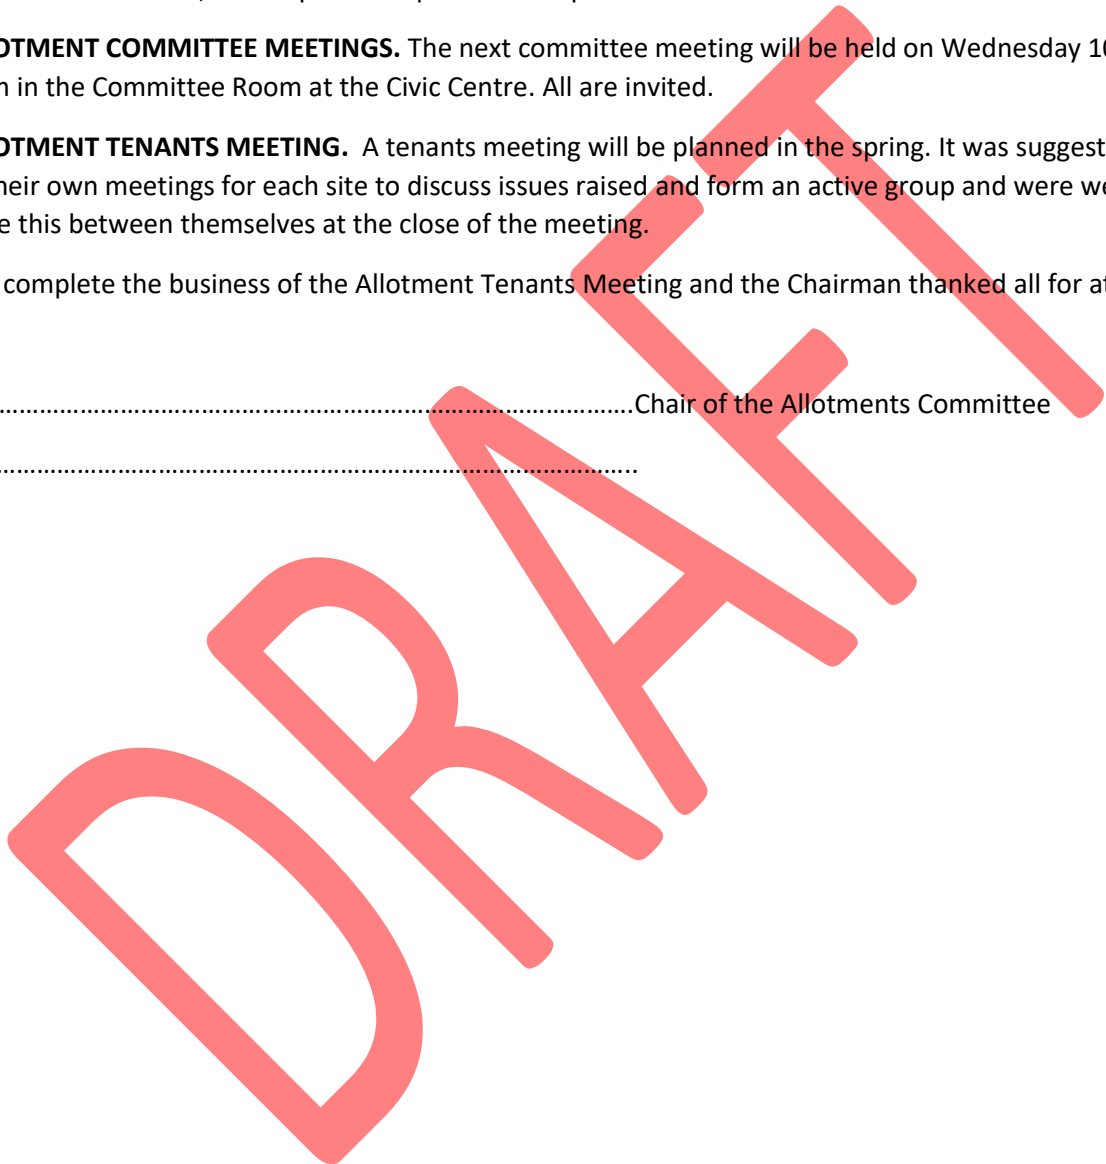 OTMENT COMMITTEE MEETINGS. The next committee meeting will be held on Wednesday 10
in the Committee Room at the Civic Centre. All are invited.
OTMENT TENANTS MEETING. A tenants meeting will be planned in the spring. It was suggest
heir own meetings for each site to discuss issues raised and form an active group and were we
e this between themselves at the close of the meeting.
complete the business of the Allotment Tenants Meeting and the Chairman thanked all for at
……………………………………………………………………………….Chair of the Allotments Committee
………………………………………………………………………………..
DRAFT